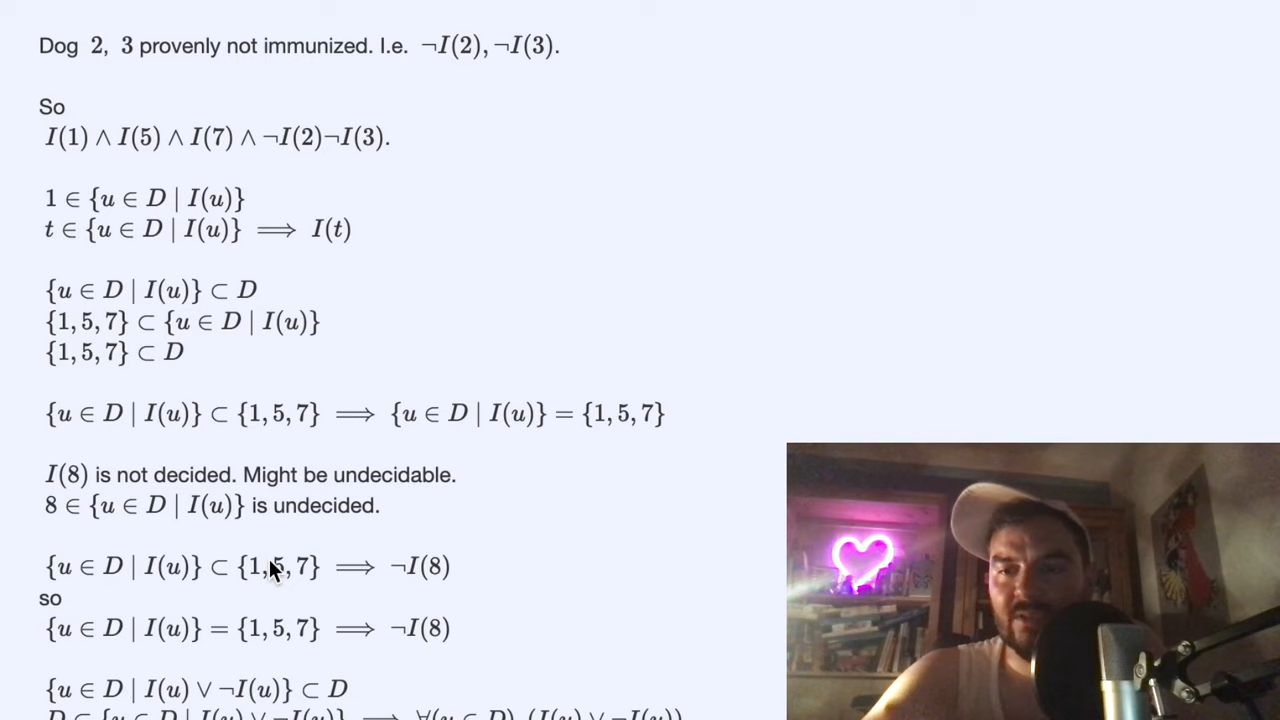 Dog 2, 3 provenly not immunized. I.e. ¬I(2), ¬I(3).
So
I(1) ∧ I(5) ∧ I(7) ∧ ¬I(2)¬I(3).
1 ∈ {u ∈ D | I(u)}
t ∈ {u ∈ D | I(u)} ⟹ I(t)
{u ∈ D | I(u)} ⊂ D
{1, 5, 7} ⊂ {u ∈ D | I(u)}
{1, 5, 7} ⊂ D
{u ∈ D | I(u)} ⊂ {1, 5, 7} ⟹ {u ∈ D | I(u)} = {1, 5, 7}
I(8) is not decided. Might be undecidable.
8 ∈ {u ∈ D | I(u)} is undecided.
{u ∈ D | I(u)} ⊂ {1, 5, 7} ⟹ ¬I(8)
so
{u ∈ D | I(u)} = {1, 5, 7} ⟹ ¬I(8)
{u ∈ D | I(u) ∨ ¬I(u)} ⊂ D
D ⊂ {u ∈ D | I(u) ∨ ¬I(u)} ⟹ ∀(u ∈ D). (I(u) ∨ ¬I(u))